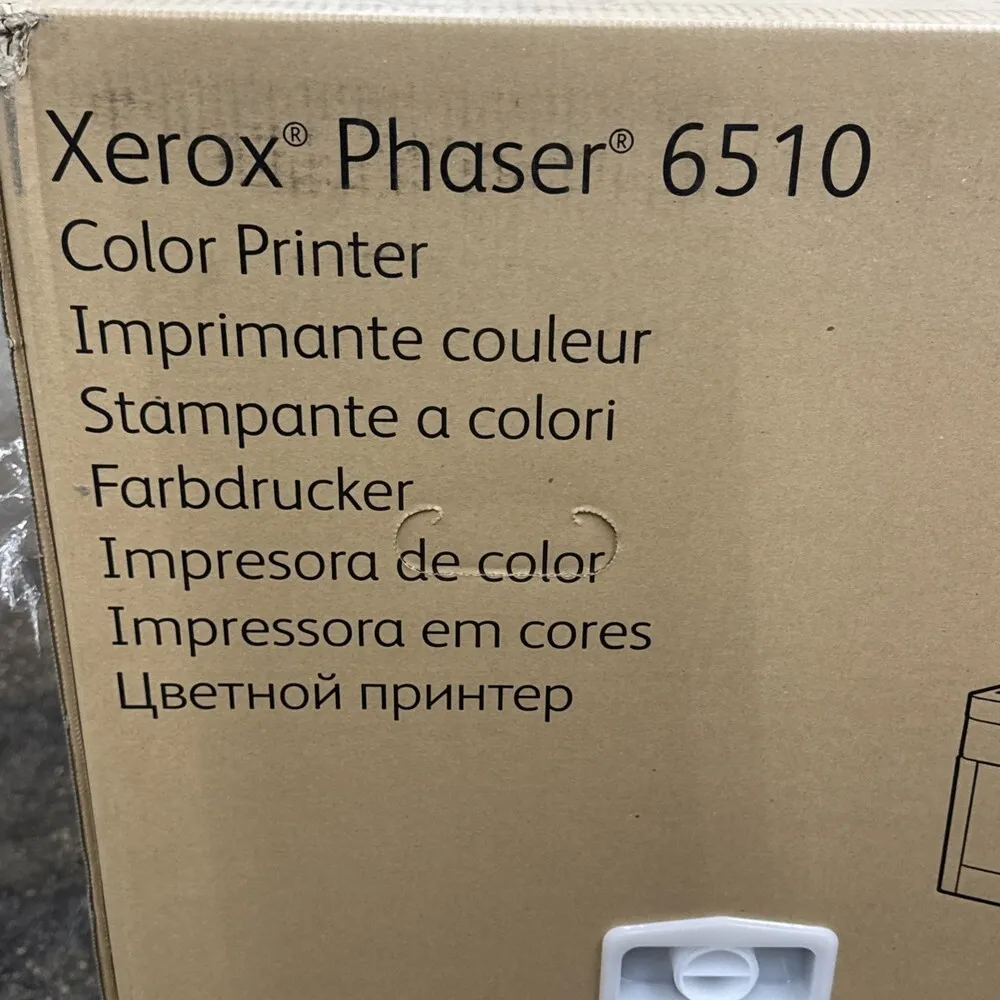 Xerox® Phaser® 6510
Color Printer
Imprimante couleur
Stampante a colori
Farbdrucker
Impresora de color
Impressora em cores
Цветной принтер